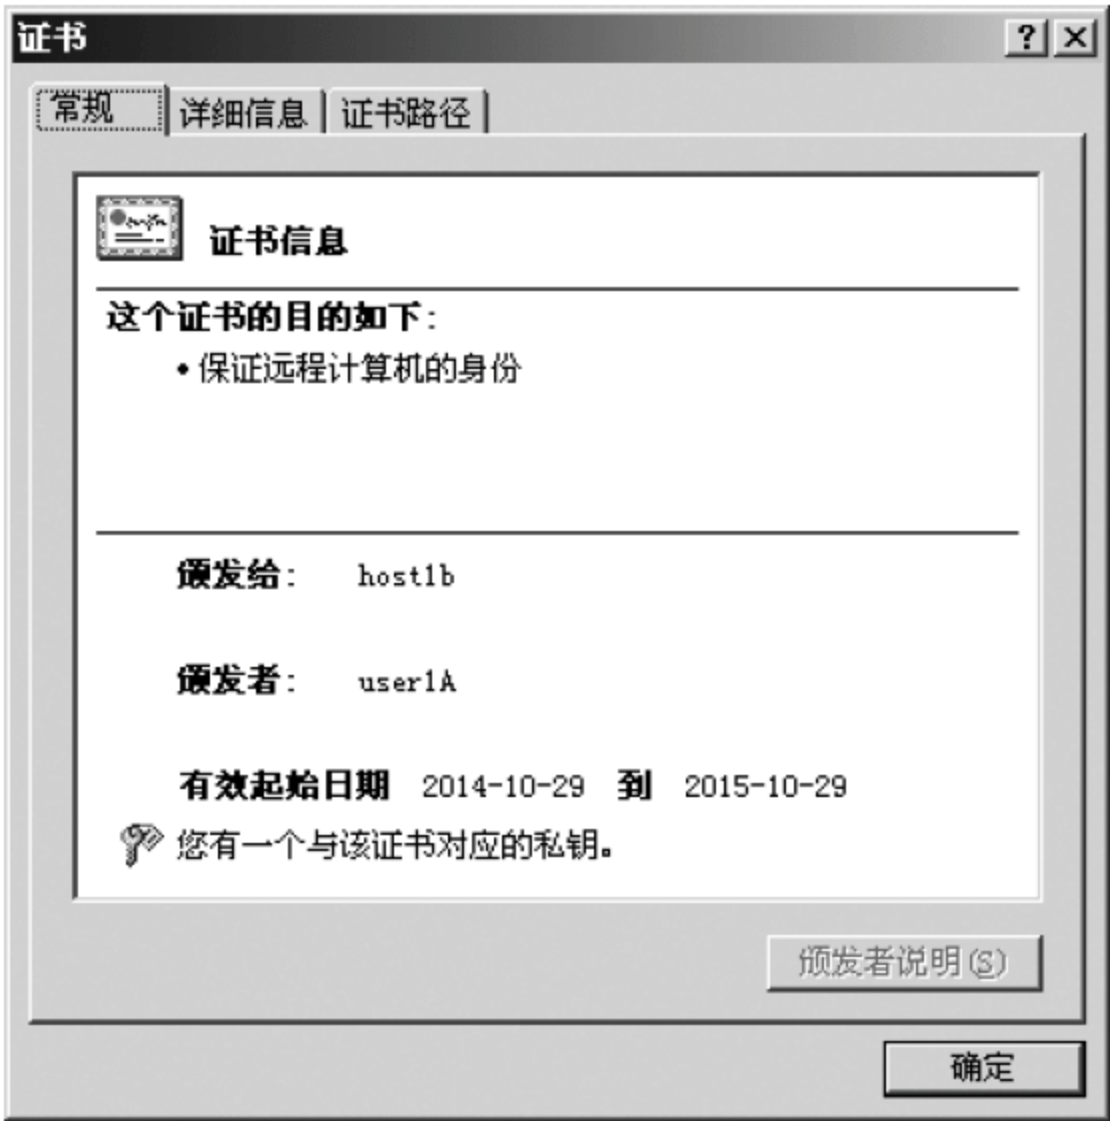 证书
常规 详细信息 证书路径
证书信息
这个证书的目的如下:
•保证远程计算机的身份
颁发给: host1b
颁发者: user1A
有效起始日期 2014-10-29 到 2015-10-29
您有一个与该证书对应的私钥。
颁发者说明(S)
确定